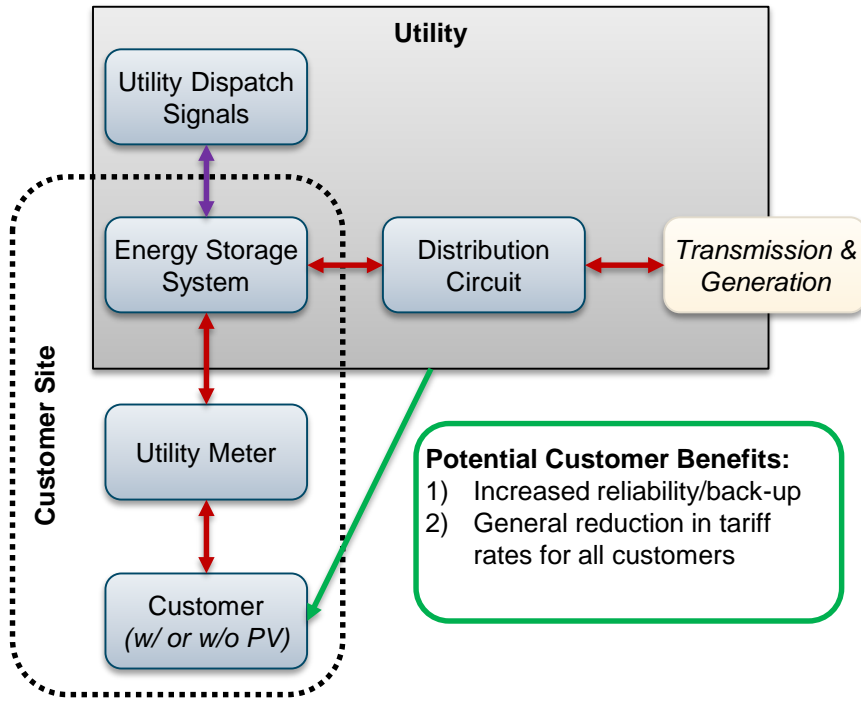 Utility
Utility Dispatch
Signals
Energy Storage
System
Distribution
Circuit
Transmission &
Generation
Customer Site
Utility Meter
Customer
(w/ or w/o PV)
Potential Customer Benefits:
1) Increased reliability/back-up
2) General reduction in tariff
rates for all customers